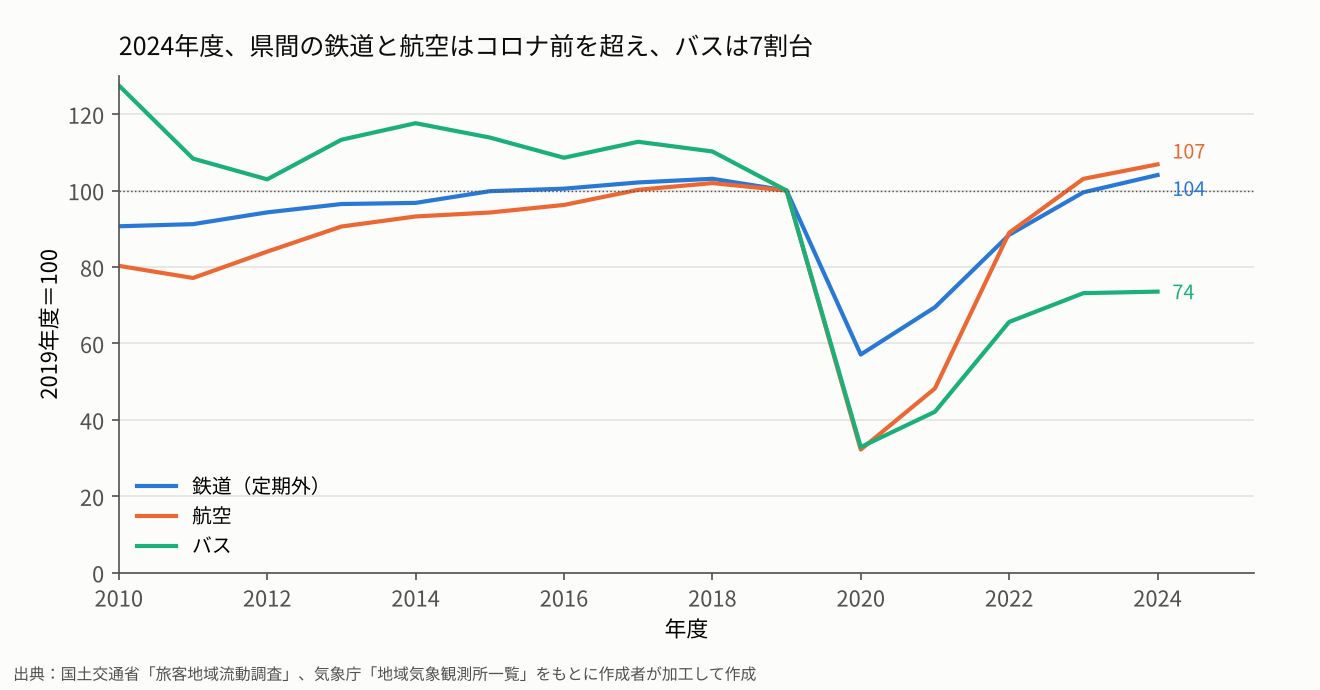 2024年度、県間の鉄道と航空はコロナ前を超え、バスは7割台
2019年度＝100
120
100
80
60
40
20
0
107
104
74
鉄道（定期外）
航空
バス
2010 2012 2014 2016 2018 2020 2022 2024
年度
出典：国土交通省「旅客地域流動調査」、気象庁「地域気象観測所一覧」をもとに作成者が加工して作成